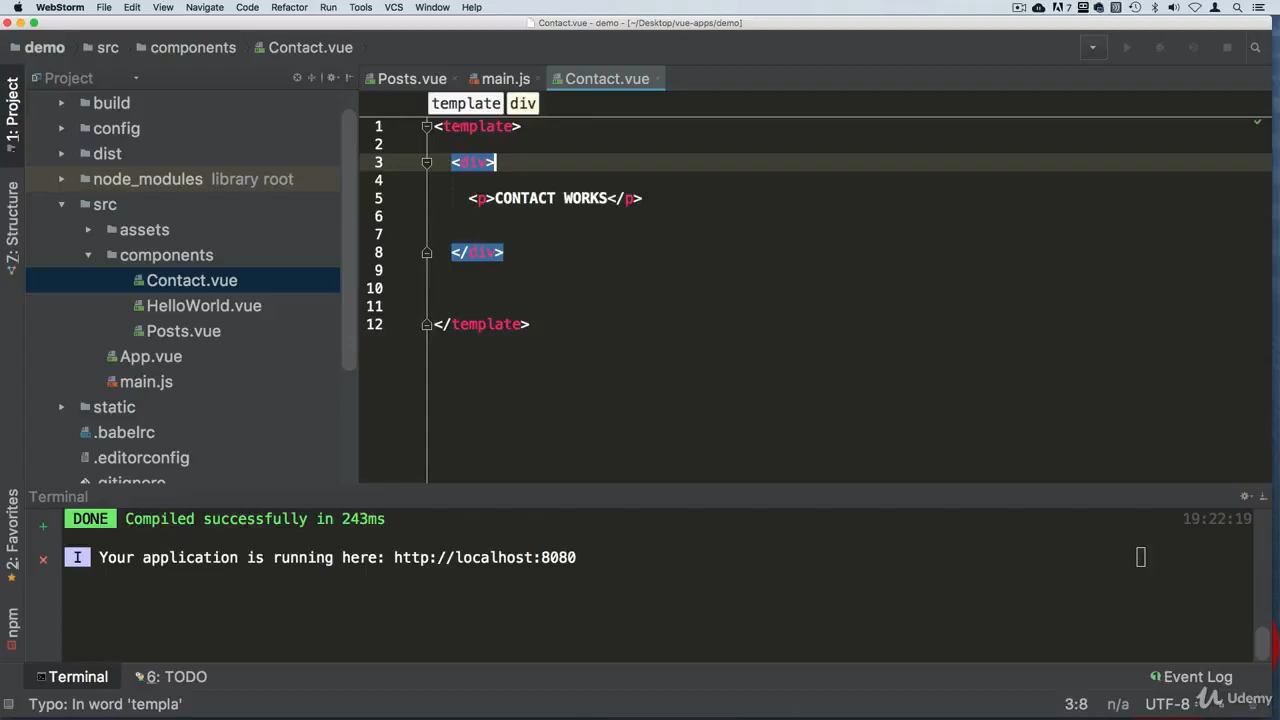 WebStorm File Edit View Navigate Code Refactor Run Tools VCS Window Help 7
Contact.vue - demo - [~/Desktop/vue-apps/demo]
demo src components Contact.vue
1: Project
Z: Structure
2: Favorites
npm
Project
build
config
dist
node_modules library root
src
assets
components
Contact.vue
HelloWorld.vue
Posts.vue
App.vue
main.js
static
.babelrc
.editorconfig
.gitignore
Posts.vue main.js Contact.vue
template div
1 <template>
2
3 <div>
4
5 <p>CONTACT WORKS</p>
6
7
8 </div>
9
10
11
12 </template>
Terminal
DONE Compiled successfully in 243ms 19:22:19
I Your application is running here: http://localhost:8080
Terminal 6: TODO Event Log
Typo: In word 'templa' 3:8 n/a UTF-8
Udemy